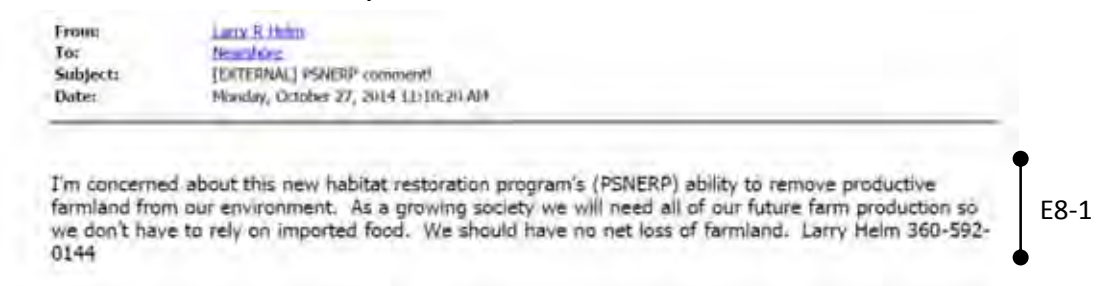 From: Larry R Helm
To: Nearshore
Subject: [EXTERNAL] PSNERP comment!
Date: Monday, October 27, 2014 11:10:20 AM
I'm concerned about this new habitat restoration program's (PSNERP) ability to remove productive
farmland from our environment. As a growing society we will need all of our future farm production so
we don't have to rely on imported food. We should have no net loss of farmland. Larry Helm 360-592-
0144
E8-1